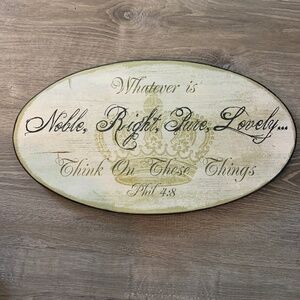 Whatever is
Noble, Right, Pure, Lovely...
Think On These Things
Phil 4:8